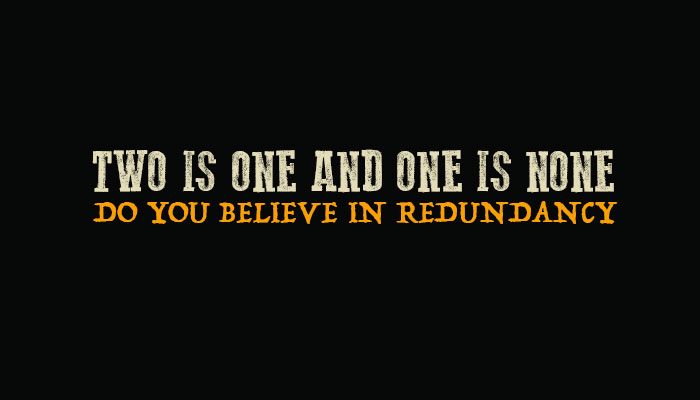 TWO IS ONE AND ONE IS NONE
DO YOU BELIEVE IN REDUNDANCY